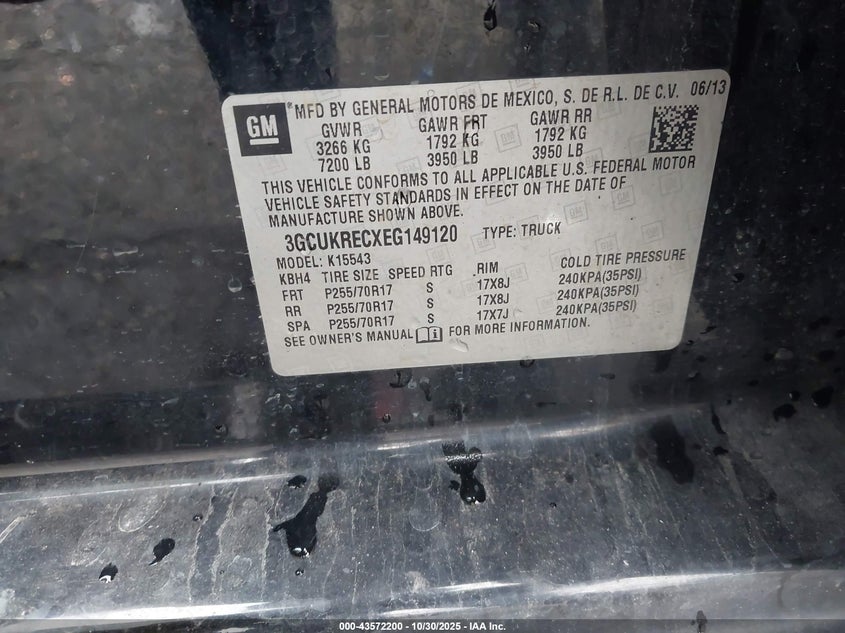 GM
*MFD BY GENERAL MOTORS DE MEXICO, S. DE R.L. DE C.V. 06/13
GVWR GAWR FRT GAWR RR
3266 KG 1792 KG 1792 KG
7200 LB 3950 LB 3950 LB
THIS VEHICLE CONFORMS TO ALL APPLICABLE U.S. FEDERAL MOTOR
VEHICLE SAFETY STANDARDS IN EFFECT ON THE DATE OF
MANUFACTURE SHOWN ABOVE.
3GCUKRECXEG149120 TYPE: TRUCK
MODEL: K15543
KBH4 TIRE SIZE SPEED RTG .RIM COLD TIRE PRESSURE
FRT P255/70R17 S 17X8J 240KPA(35PSI)
RR P255/70R17 S 17X8J 240KPA(35PSI)
SPA P255/70R17 S 17X7J 240KPA(35PSI)
SEE OWNER'S MANUAL FOR MORE INFORMATION.
000-43572200 - 10/30/2025 - IAA Inc.